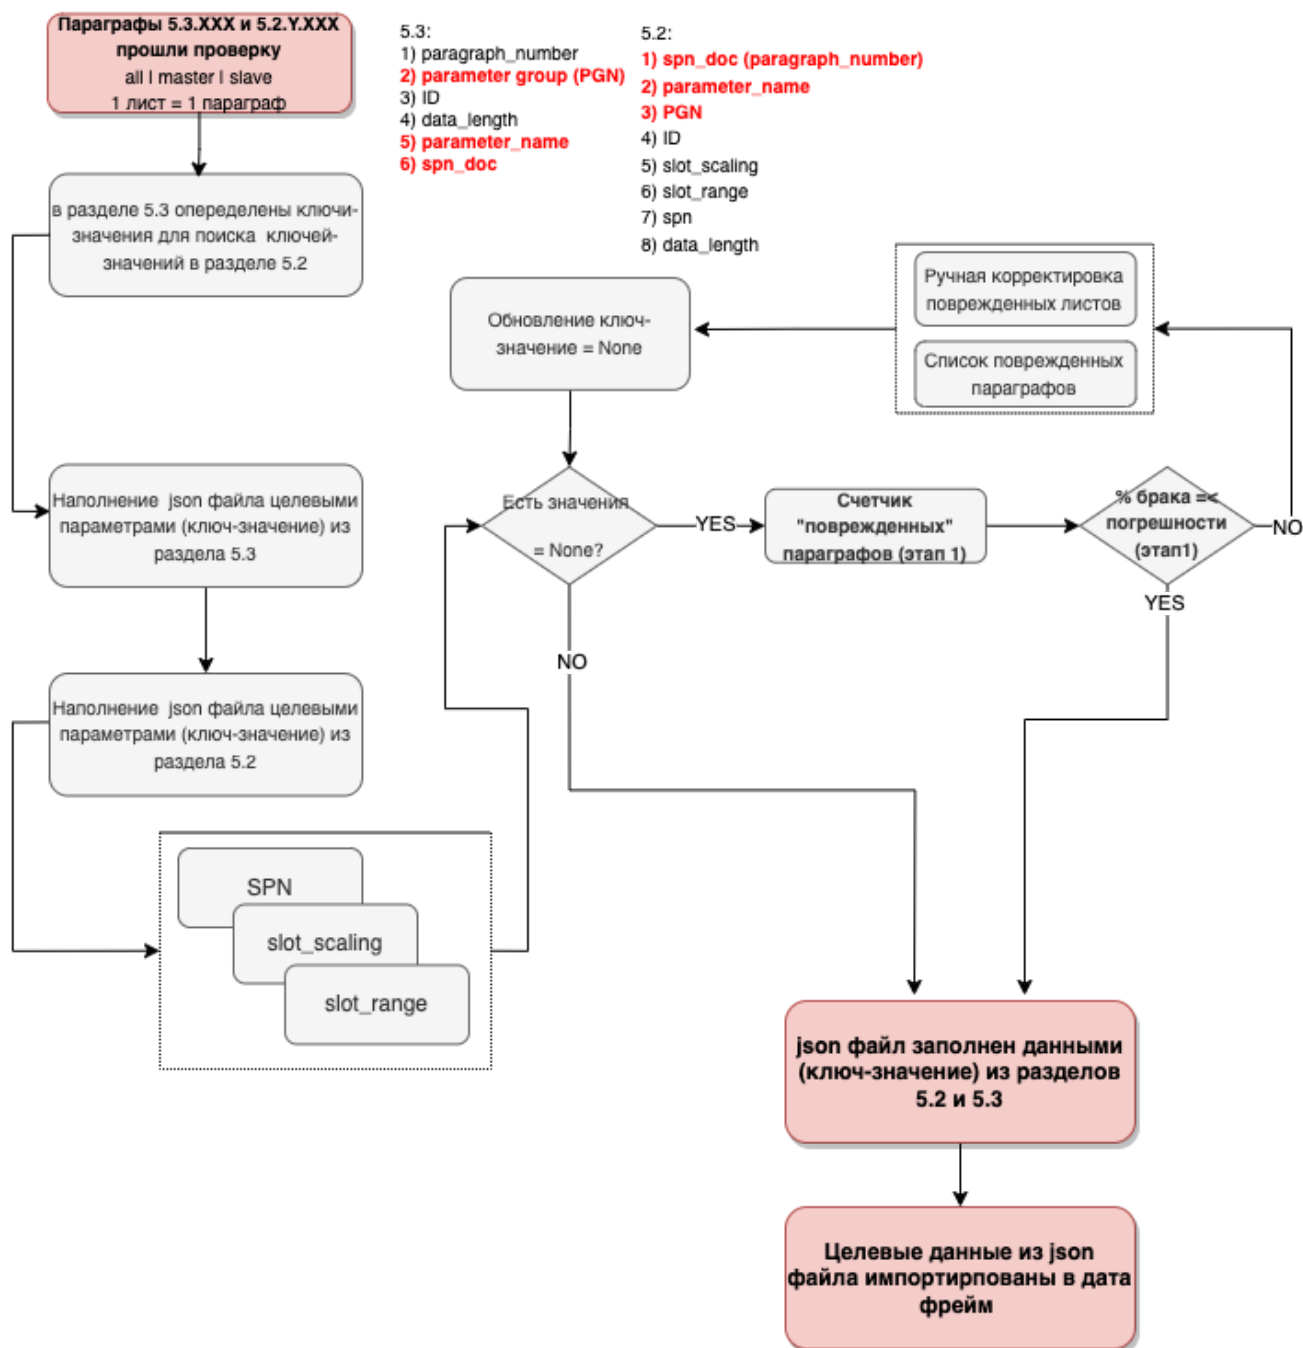 Параграфы 5.3.XXX и 5.2.Y.XXX
прошли проверку
all | master | slave
1 лист = 1 параграф
5.3:
1) paragraph_number
2) parameter group (PGN)
3) ID
4) data_length
5) parameter_name
6) spn_doc
5.2:
1) spn_doc (paragraph_number)
2) parameter_name
3) PGN
4) ID
5) slot_scaling
6) slot_range
7) spn
8) data_length
в разделе 5.3 опеределены ключи-
значения для поиска ключей-
значений в разделе 5.2
Ручная корректировка
поврежденных листов
Список поврежденных
параграфов
Обновление ключ-
значение = None
Наполнение json файла целевыми
параметрами (ключ-значение) из
раздела 5.3
Есть значения
= None?
YES
Счетчик
"поврежденных"
параграфов (этап 1)
% брака =<
погрешности
(этап1)
NO
YES
NO
Наполнение json файла целевыми
параметрами (ключ-значение) из
раздела 5.2
SPN
slot_scaling
slot_range
json файл заполнен данными
(ключ-значение) из разделов
5.2 и 5.3
Целевые данные из json
файла импортирпованы в дата
фрейм